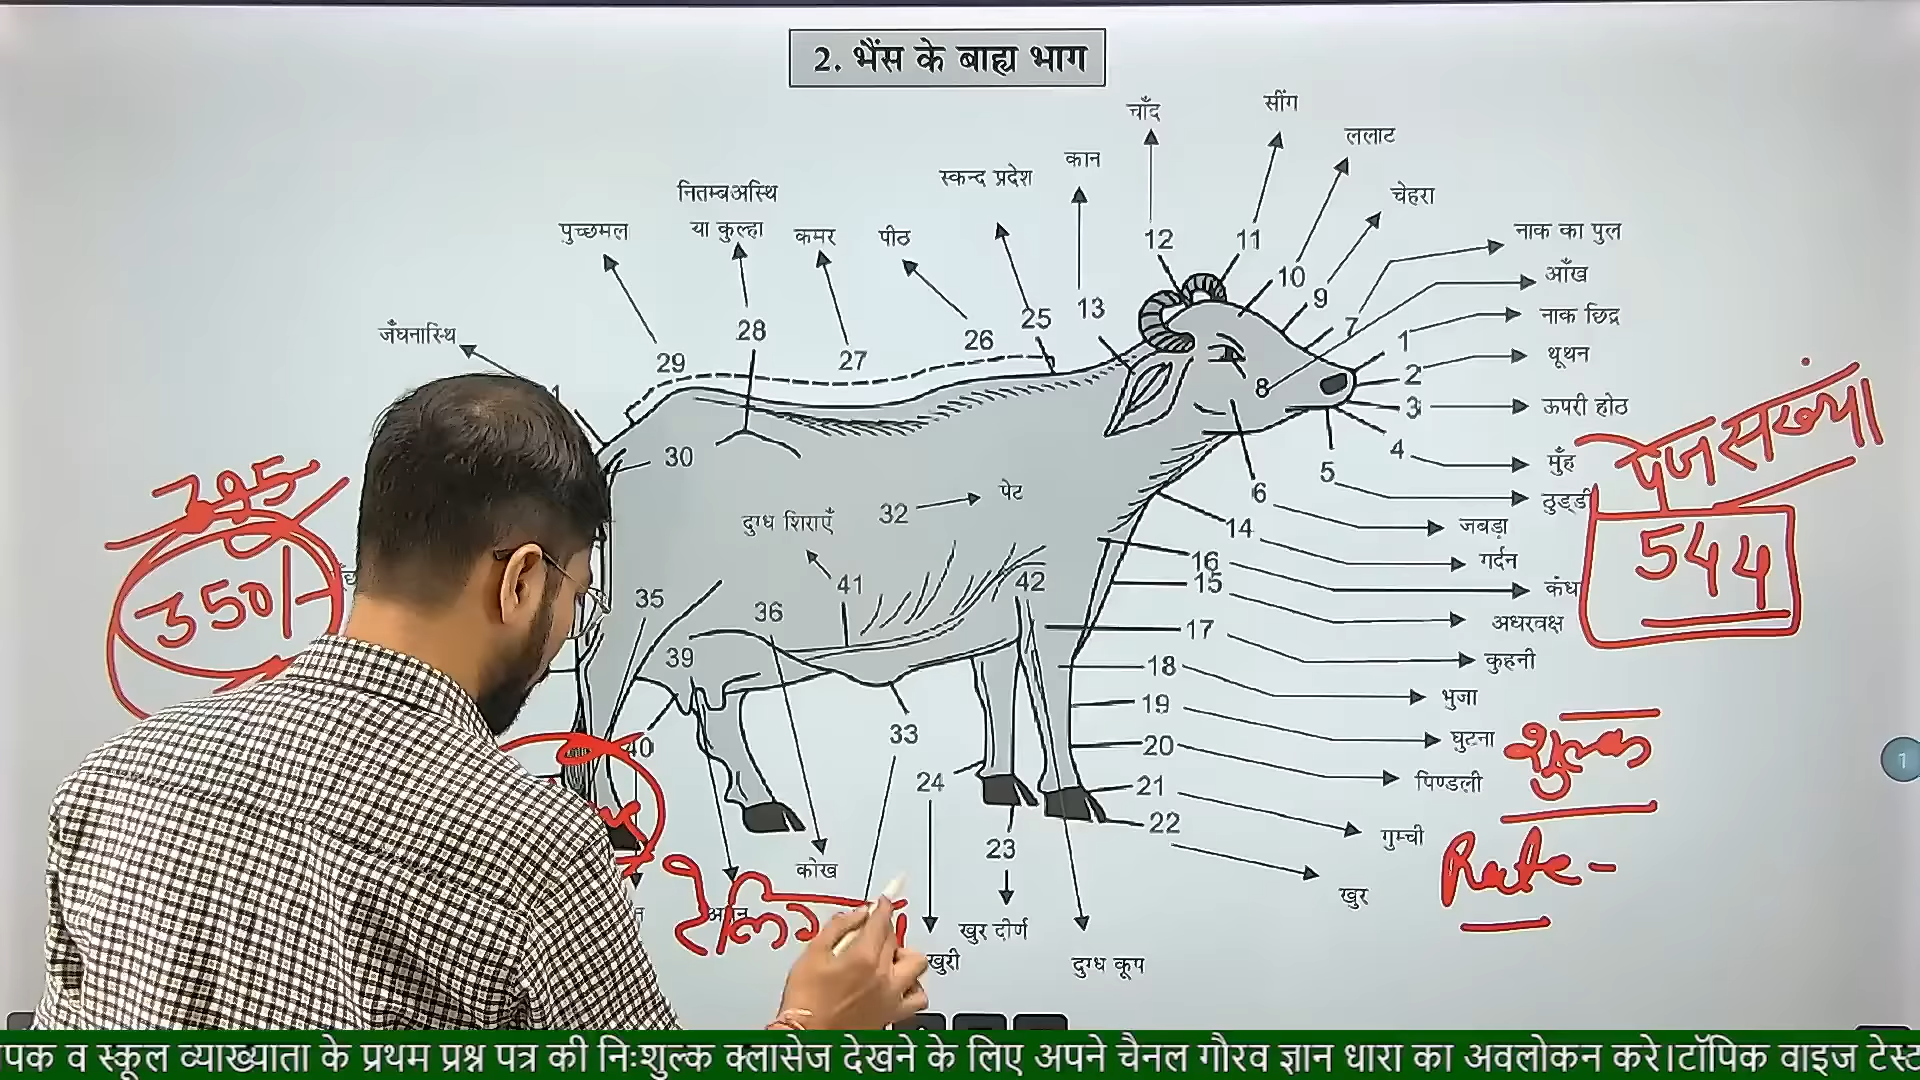 2. भैंस के बाह्य भाग
चाँद
सींग
ललाट
कान
स्कन्द प्रदेश
चेहरा
नितम्बअस्थि
या कुल्हा
पुच्छमल
कमर
पीठ
नाक का पुल
आँख
नाक छिद्र
थूथन
ऊपरी होठ
मुँह
ठुड्डी
जबड़ा
गर्दन
कंधा
अधरवक्ष
कुहनी
भुजा
घुटना
पिण्डली
गुम्ची
खुर
जँघनास्थि
12
11
10
9
7
13
25
26
27
28
29
1
2
3
4
5
6
8
30
32
पेट
दुग्ध शिराएँ
14
16
15
17
18
19
20
21
22
35
36
41
42
39
40
33
24
23
कोख
खुर दीर्ण
खुरी
दुग्ध कूप
पेज संख्या
544
शुल्क
Rate-
395
350/-
व स्कूल व्याख्याता के प्रथम प्रश्न पत्र की निःशुल्क क्लासेज देखने के लिए अपने चैनल गौरव ज्ञान धारा का अवलोकन करे।टॉपिक वाइज